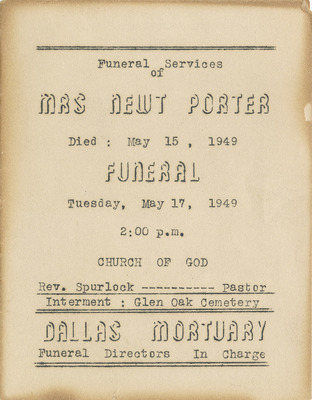 Funeral Services
of
MRS NEWT PORTER
Died : May 15 , 1949
FUNERAL
Tuesday, May 17, 1949
2:00 p.m.
CHURCH OF GOD
Rev. Spurlock ---------- Pastor
Interment : Glen Oak Cemetery
DALLAS MORTUARY
Funeral Directors In Charge